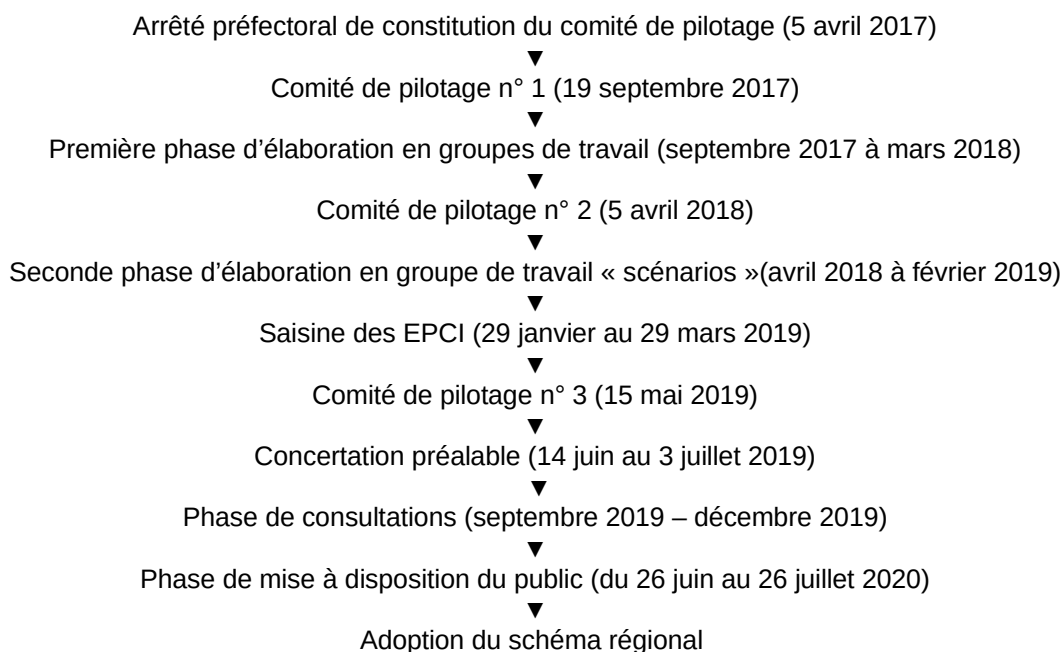 Arrêté préfectoral de constitution du comité de pilotage (5 avril 2017)
▼
Comité de pilotage n° 1 (19 septembre 2017)
▼
Première phase d’élaboration en groupes de travail (septembre 2017 à mars 2018)
▼
Comité de pilotage n° 2 (5 avril 2018)
▼
Seconde phase d’élaboration en groupe de travail « scénarios »(avril 2018 à février 2019)
▼
Saisine des EPCI (29 janvier au 29 mars 2019)
▼
Comité de pilotage n° 3 (15 mai 2019)
▼
Concertation préalable (14 juin au 3 juillet 2019)
▼
Phase de consultations (septembre 2019 – décembre 2019)
▼
Phase de mise à disposition du public (du 26 juin au 26 juillet 2020)
▼
Adoption du schéma régional